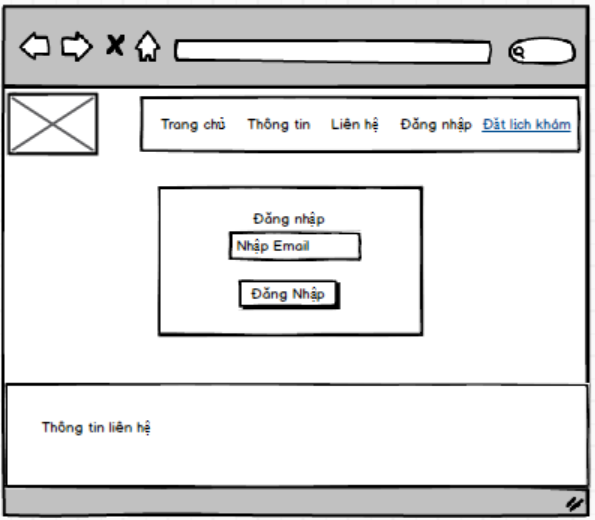 Trang chủ Thông tin Liên hệ Đăng nhập Đặt lịch khám
Đăng nhập
Nhập Email
Đăng Nhập
Thông tin liên hệ